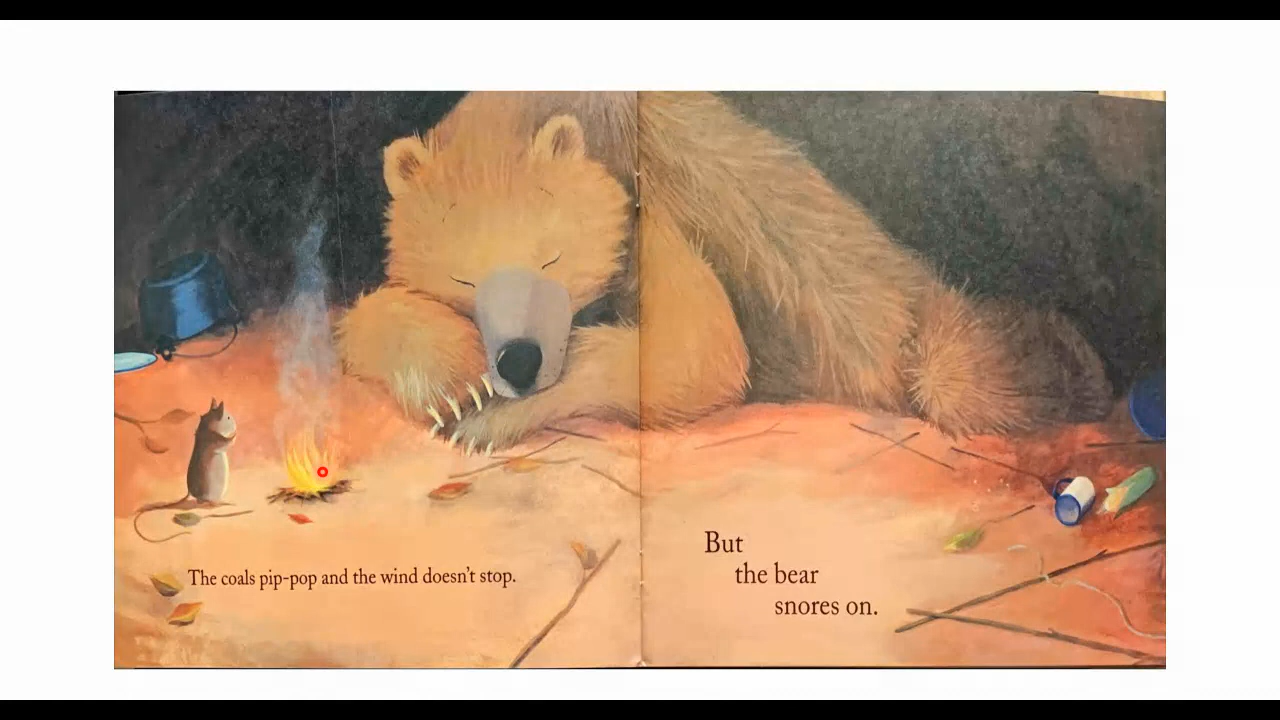 The coals pip-pop and the wind doesn't stop.
But
the bear
snores on.